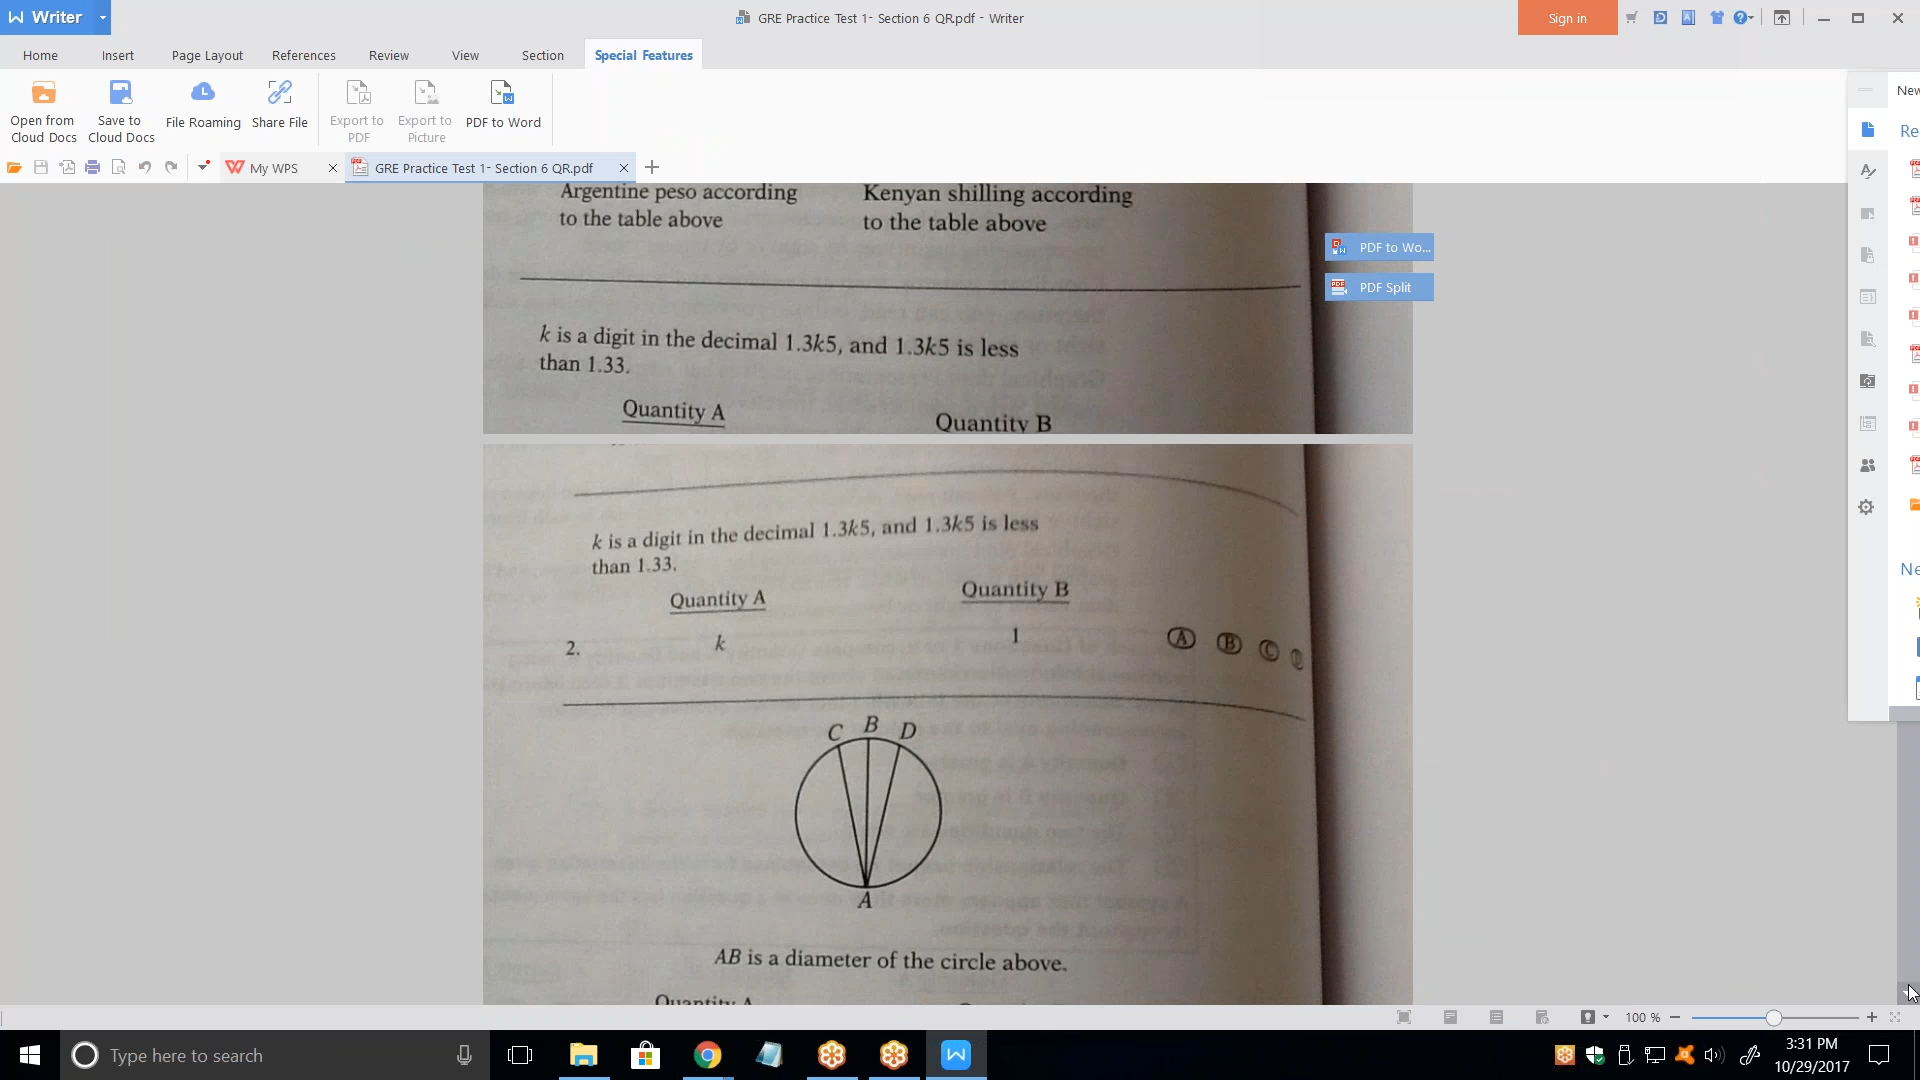 Writer
GRE Practice Test 1- Section 6 QR.pdf - Writer
Sign in
Home Insert Page Layout References Review View Section Special Features
Open from Cloud Docs
Save to Cloud Docs
File Roaming
Share File
Export to PDF
Export to Picture
PDF to Word
New
My WPS
GRE Practice Test 1- Section 6 QR.pdf
Re
Argentine peso according Kenyan shilling according
to the table above to the table above
PDF to Wo...
PDF Split
k is a digit in the decimal 1.3k5, and 1.3k5 is less
than 1.33.
Quantity A Quantity B
k is a digit in the decimal 1.3k5, and 1.3k5 is less
than 1.33.
Quantity A Quantity B
Ne
2. k 1 A B C D
C B D
A
AB is a diameter of the circle above.
Quantity A
100 %
Type here to search
3:31 PM
10/29/2017